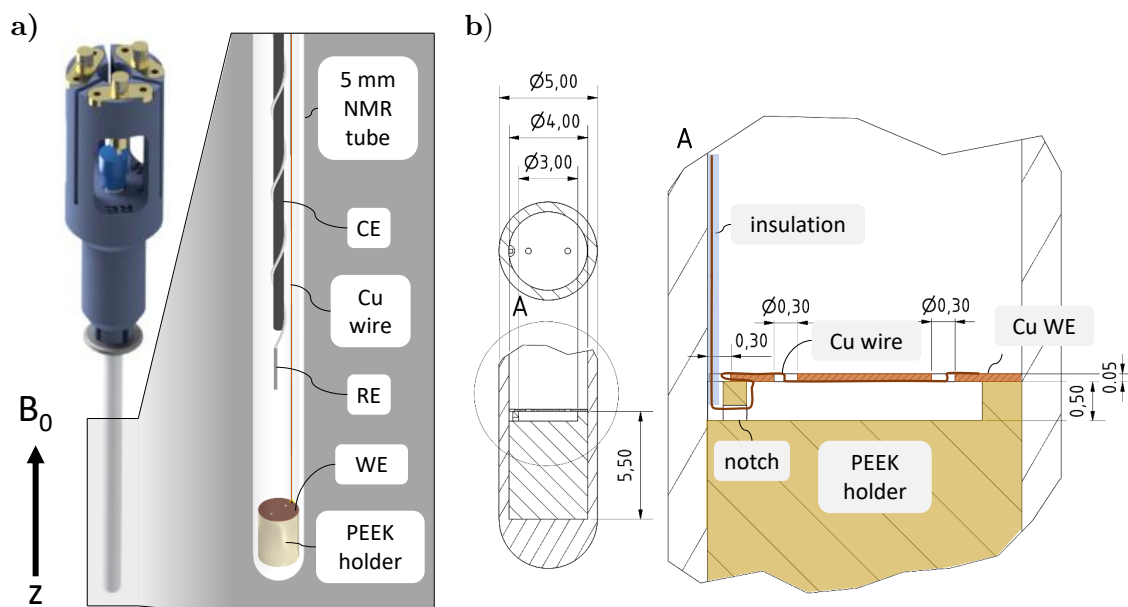 a)
B0
z
5 mm
NMR
tube
CE
Cu
wire
RE
WE
PEEK
holder
RE
b)
Ø5,00
Ø4,00
Ø3,00
A
5,50
A
insulation
Ø0,30
Ø0,30
0,30
Cu wire
Cu WE
0.05
0,50
notch
PEEK
holder